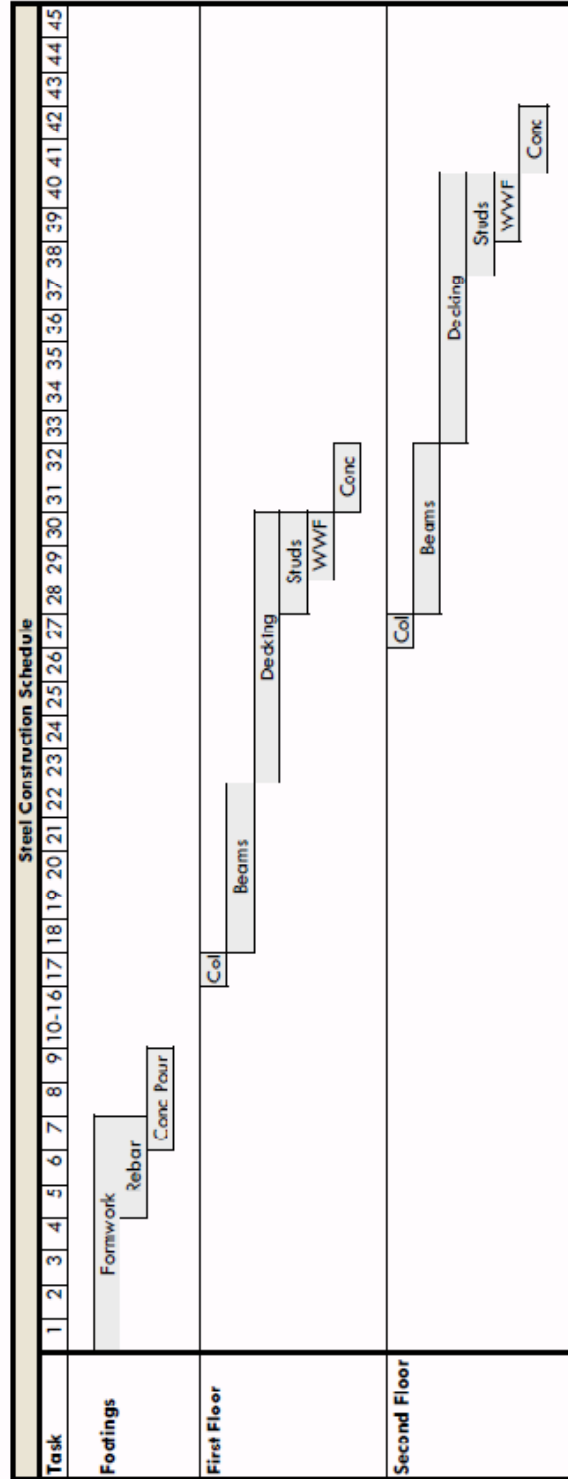 Steel Construction Schedule
Task 1 2 3 4 5 6 7 8 9 10-16 17 18 19 20 21 22 23 24 25 26 27 28 29 30 31 32 33 34 35 36 37 38 39 40 41 42 43 44 45
Footings
Formwork
Rebar
Conc Pour
First Floor
Col
Beams
Decking
Studs
WWF
Conc
Second Floor
Col
Beams
Decking
Studs
WWF
Conc